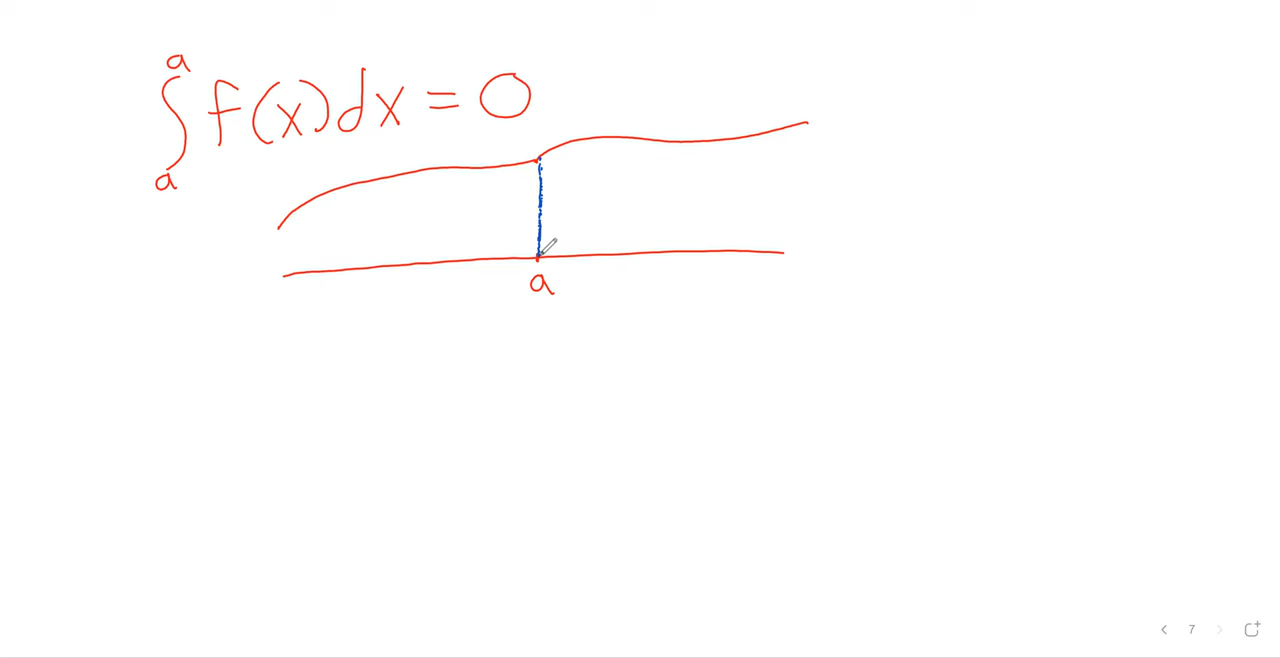 ∫ₐᵃ f(x)dx = 0
a
7